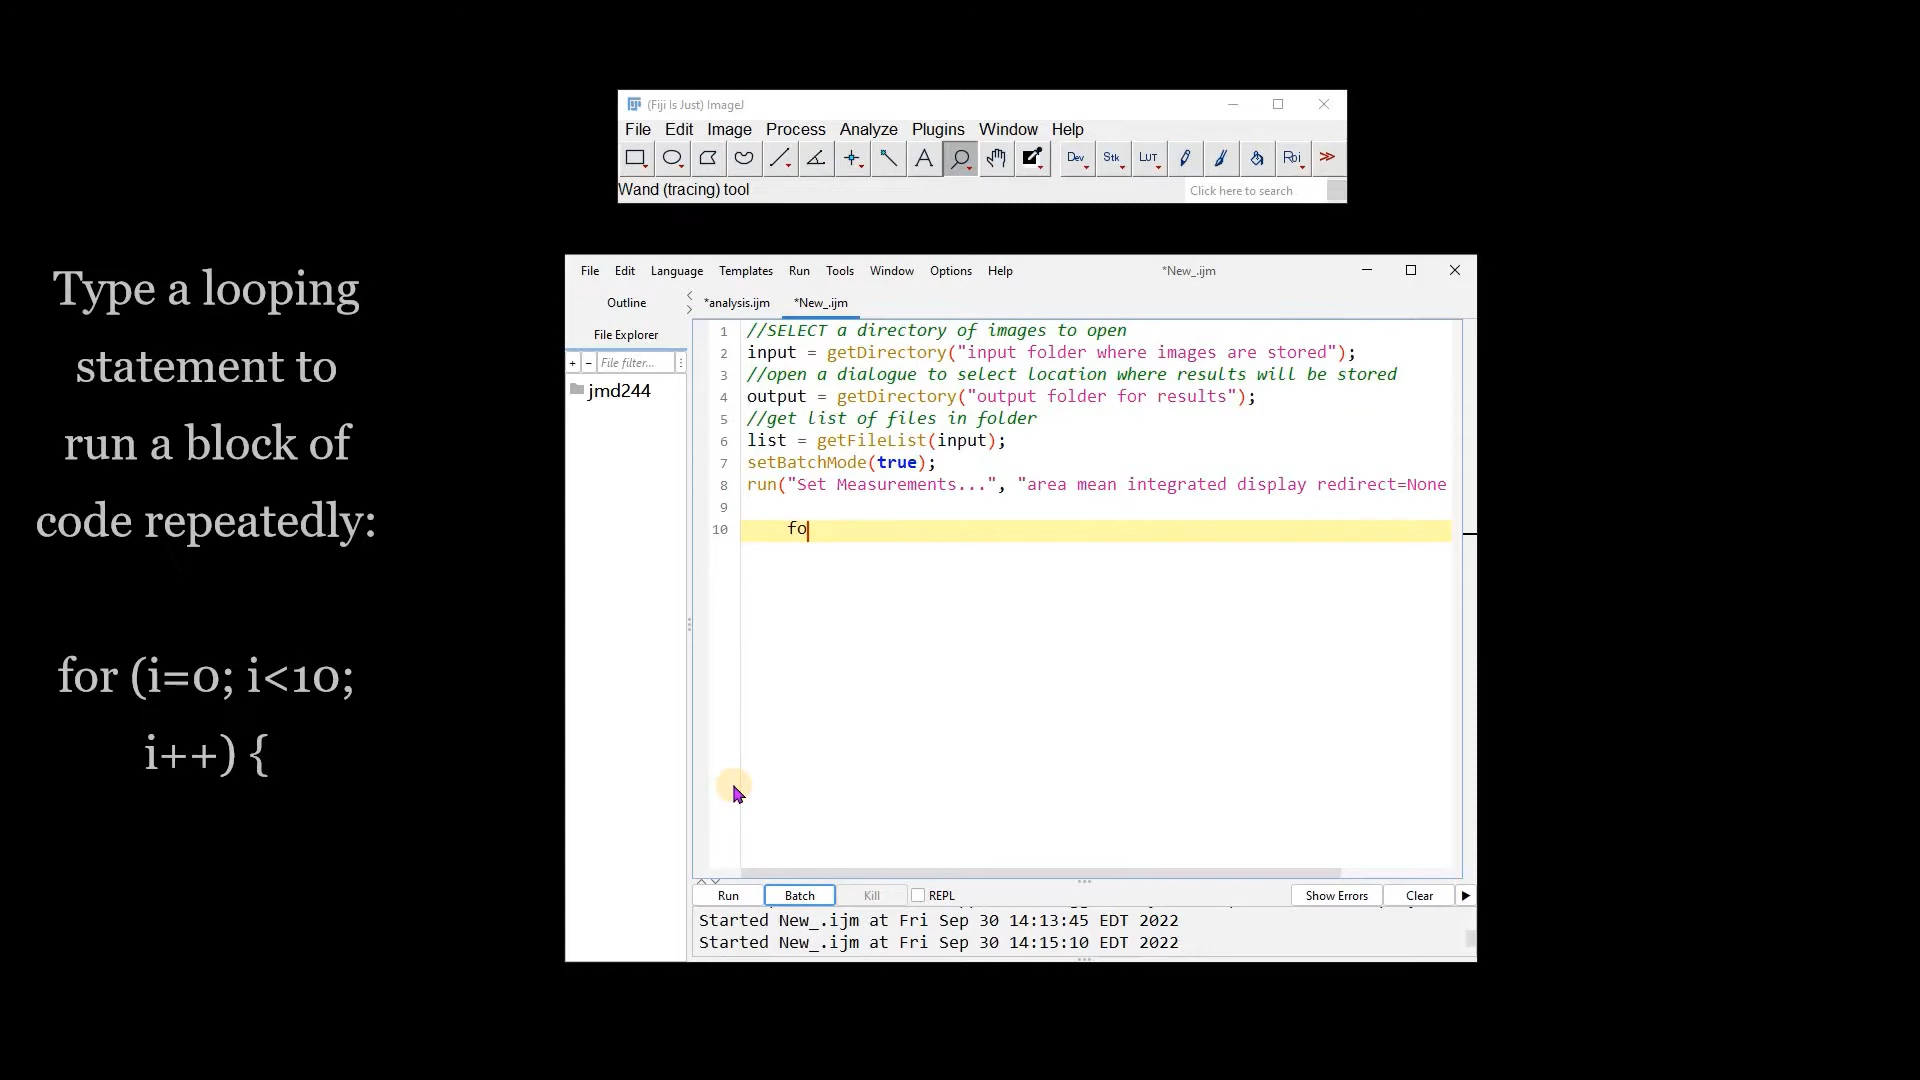 (Fiji Is Just) ImageJ
File Edit Image Process Analyze Plugins Window Help
A Dev Stk LUT Roi >>
Wand (tracing) tool
Click here to search
Type a looping
statement to
run a block of
code repeatedly:
for (i=0; i<10;
i++) {
File Edit Language Templates Run Tools Window Options Help
*New_.ijm
Outline
*analysis.ijm *New_.ijm
File Explorer
+ - File filter...
jmd244
1 //SELECT a directory of images to open
2 input = getDirectory("input folder where images are stored");
3 //open a dialogue to select location where results will be stored
4 output = getDirectory("output folder for results");
5 //get list of files in folder
6 list = getFileList(input);
7 setBatchMode(true);
8 run("Set Measurements...", "area mean integrated display redirect=None
9
10 fo
Run Batch Kill REPL Show Errors Clear
Started New_.ijm at Fri Sep 30 14:13:45 EDT 2022
Started New_.ijm at Fri Sep 30 14:15:10 EDT 2022